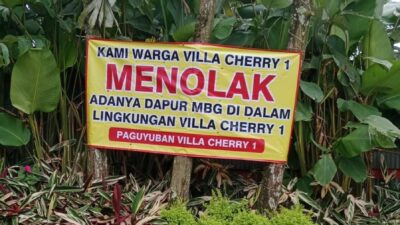 KAMI WARGA VILLA CHERRY 1
MENOLAK
ADANYA DAPUR MBG DI DALAM
LINGKUNGAN VILLA CHERRY 1
PAGUYUBAN VILLA CHERRY 1